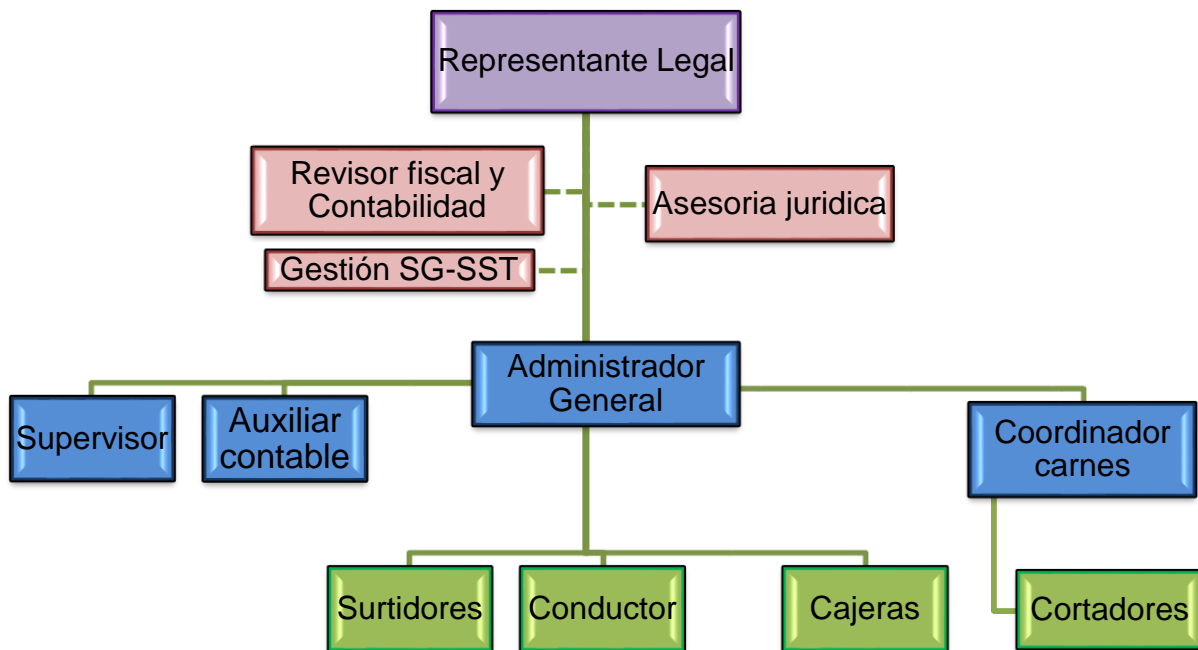 Representante Legal
Revisor fiscal y
Contabilidad
Asesoria juridica
Gestión SG-SST
Administrador
General
Supervisor
Auxiliar
contable
Coordinador
carnes
Surtidores
Conductor
Cajeras
Cortadores